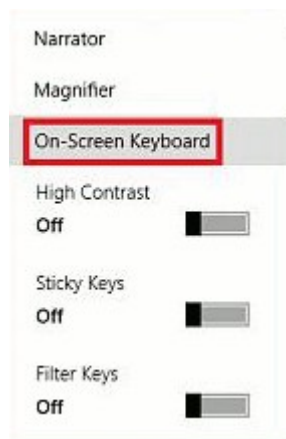 Narrator
Magnifier
On-Screen Keyboard
High Contrast
Off
Sticky Keys
Off
Filter Keys
Off